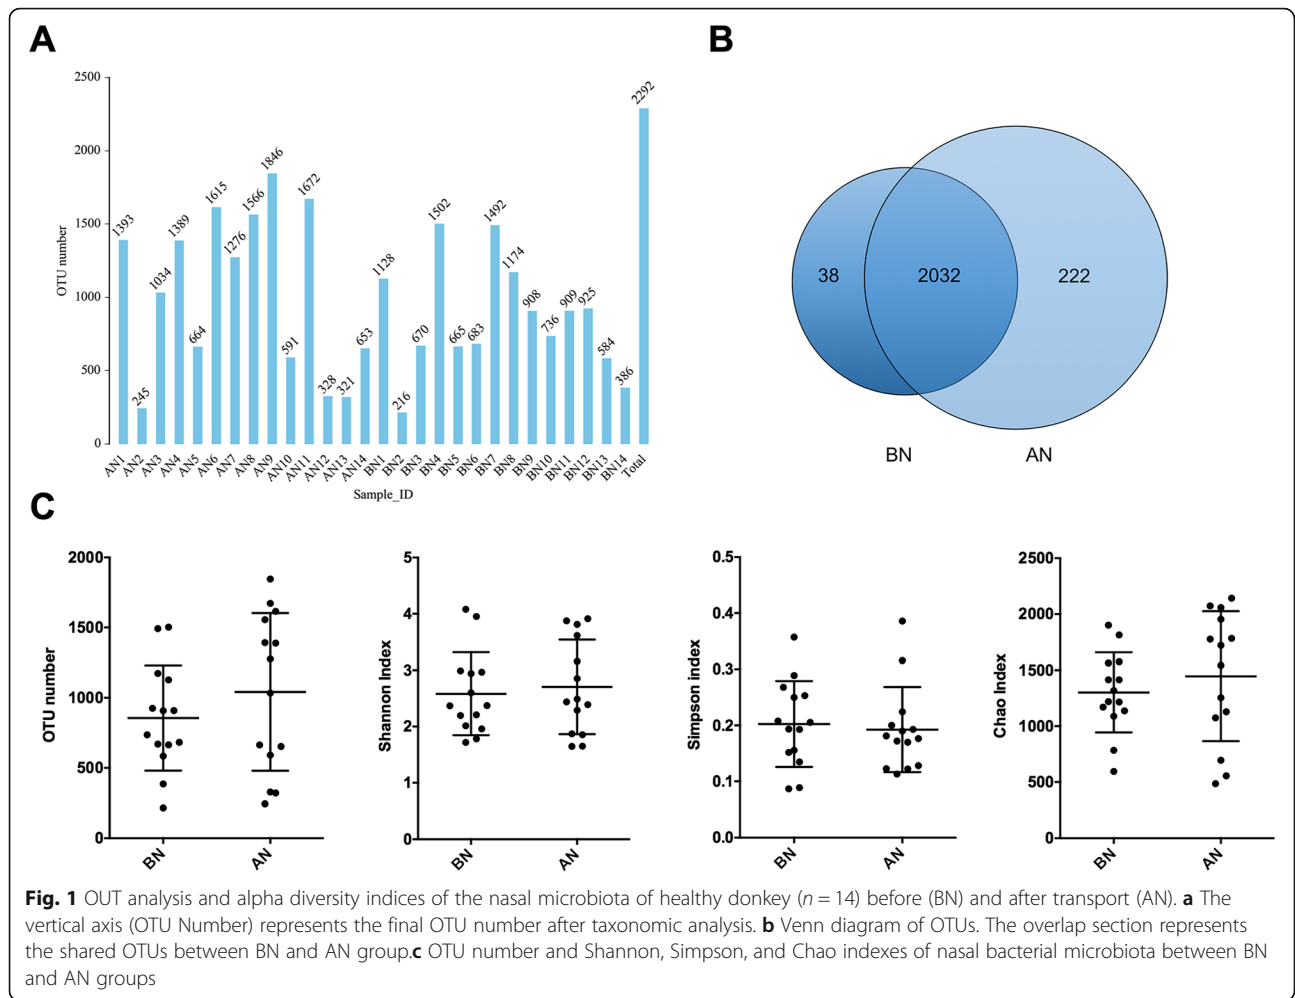 A
B
2500
2000
1500
1000
500
0
OTU number
1393
245
1034
1389
664
1615
1276
1566
1846
591
1672
328
321
653
1128
216
670
1502
665
683
1492
1174
908
736
909
925
584
386
2292
AN1
AN2
AN3
AN4
AN5
AN6
AN7
AN8
AN9
AN10
AN11
AN12
AN13
AN14
BN1
BN2
BN3
BN4
BN5
BN6
BN7
BN8
BN9
BN10
BN11
BN12
BN13
BN14
Total
Sample_ID
38
2032
222
BN
AN
C
OTU number
2000
1500
1000
500
0
BN
AN
Shannon Index
5
4
3
2
1
0
BN
AN
Simpson index
0.5
0.4
0.3
0.2
0.1
0.0
BN
AN
Chao Index
2500
2000
1500
1000
500
0
BN
AN
Fig. 1 OUT analysis and alpha diversity indices of the nasal microbiota of healthy donkey (n = 14) before (BN) and after transport (AN). a The
vertical axis (OTU Number) represents the final OTU number after taxonomic analysis. b Venn diagram of OTUs. The overlap section represents
the shared OTUs between BN and AN group.c OTU number and Shannon, Simpson, and Chao indexes of nasal bacterial microbiota between BN
and AN groups